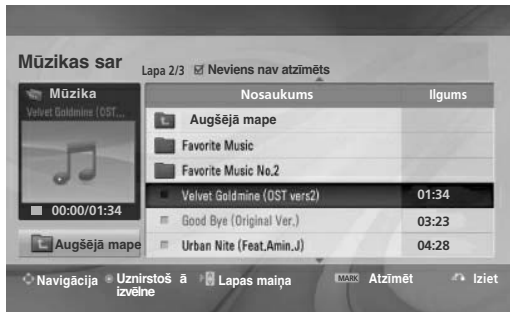 Mūzikas sar
Lapa 2/3 Neviens nav atzīmēts
Mūzika
Velvet Goldmine (OST...
00:00/01:34
Augšējā mape
Nosaukums Ilgums
Augšējā mape
Favorite Music
Favorite Music No.2
Velvet Goldmine (OST vers2) 01:34
Good Bye (Original Ver.) 03:23
Urban Nite (Feat.Amin.J) 04:28
Navigācija Uznirstoš ā izvēlne Lapas maiņa MARK Atzīmēt Iziet